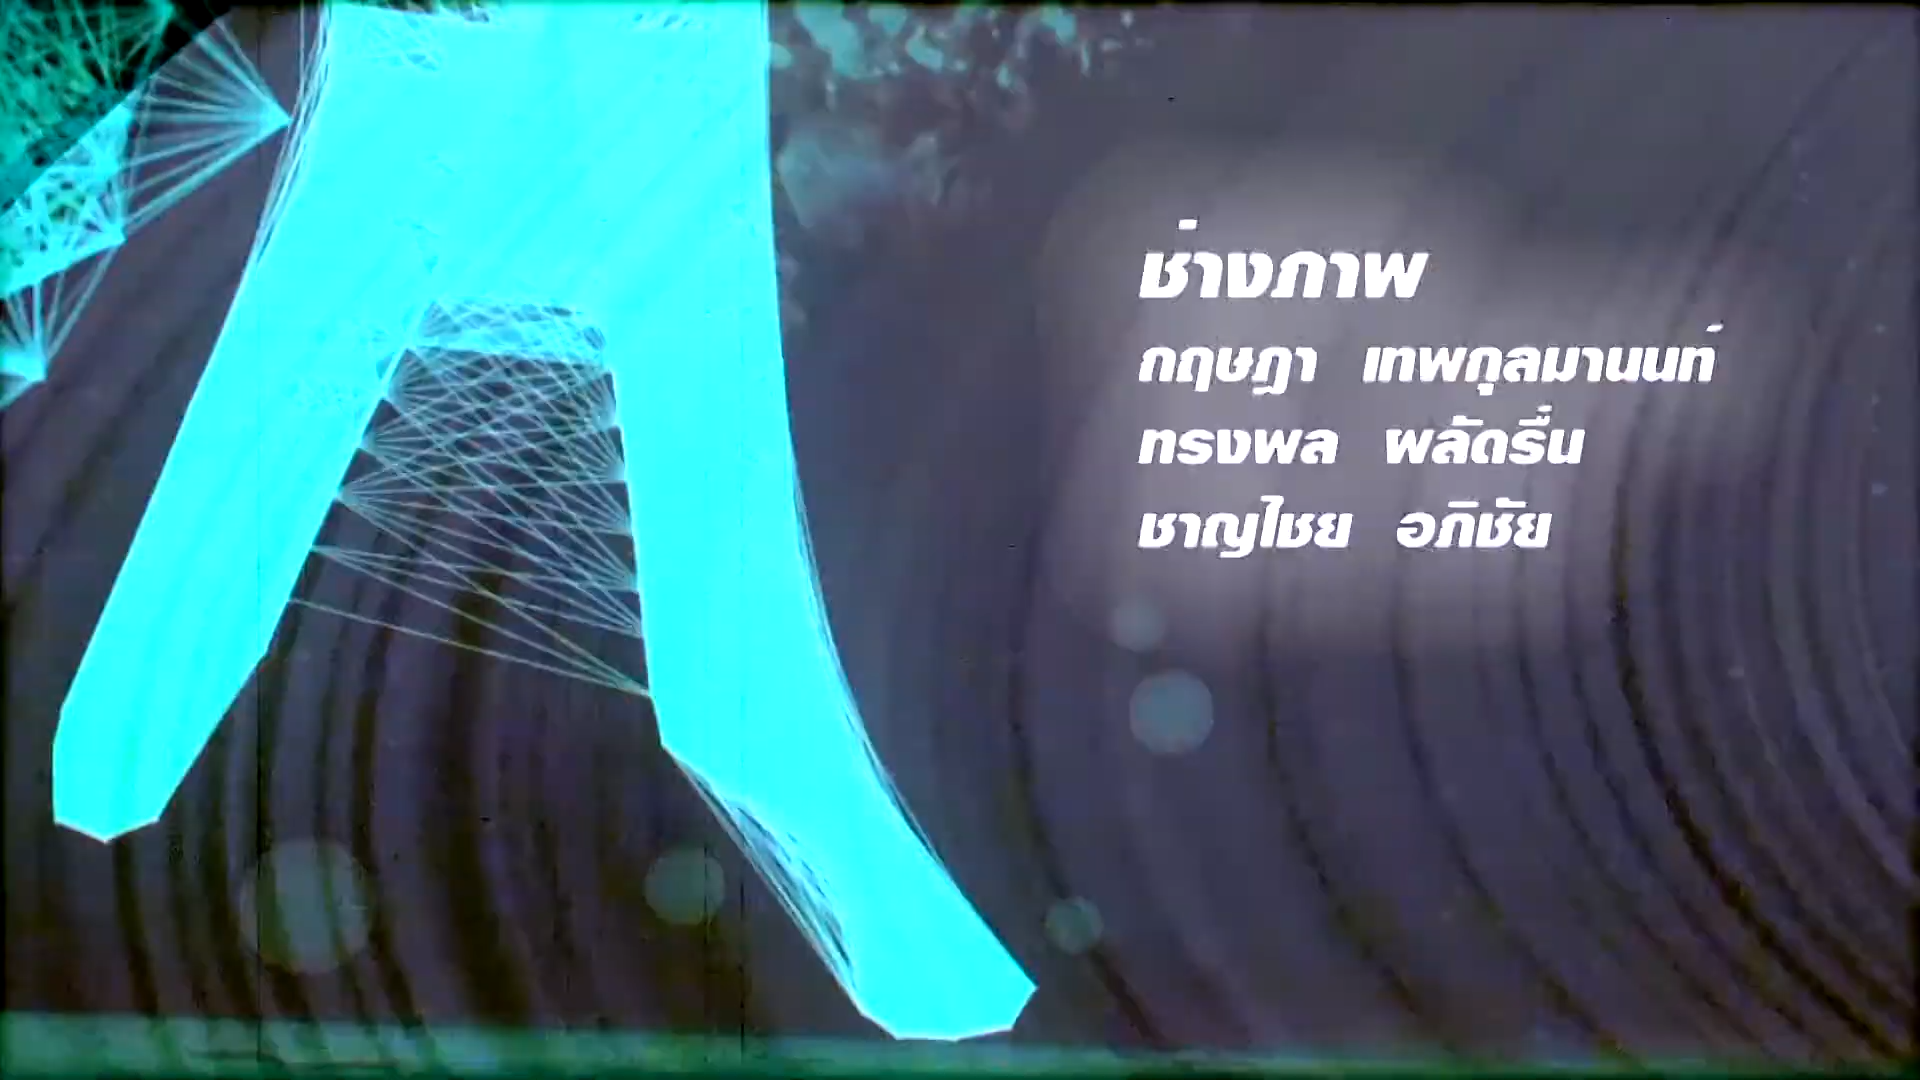 ช่างภาพ
กฤษฎา เทพกุลมานนท์
ทรงพล ผลัดรื่น
ชาญไชย อภิชัย